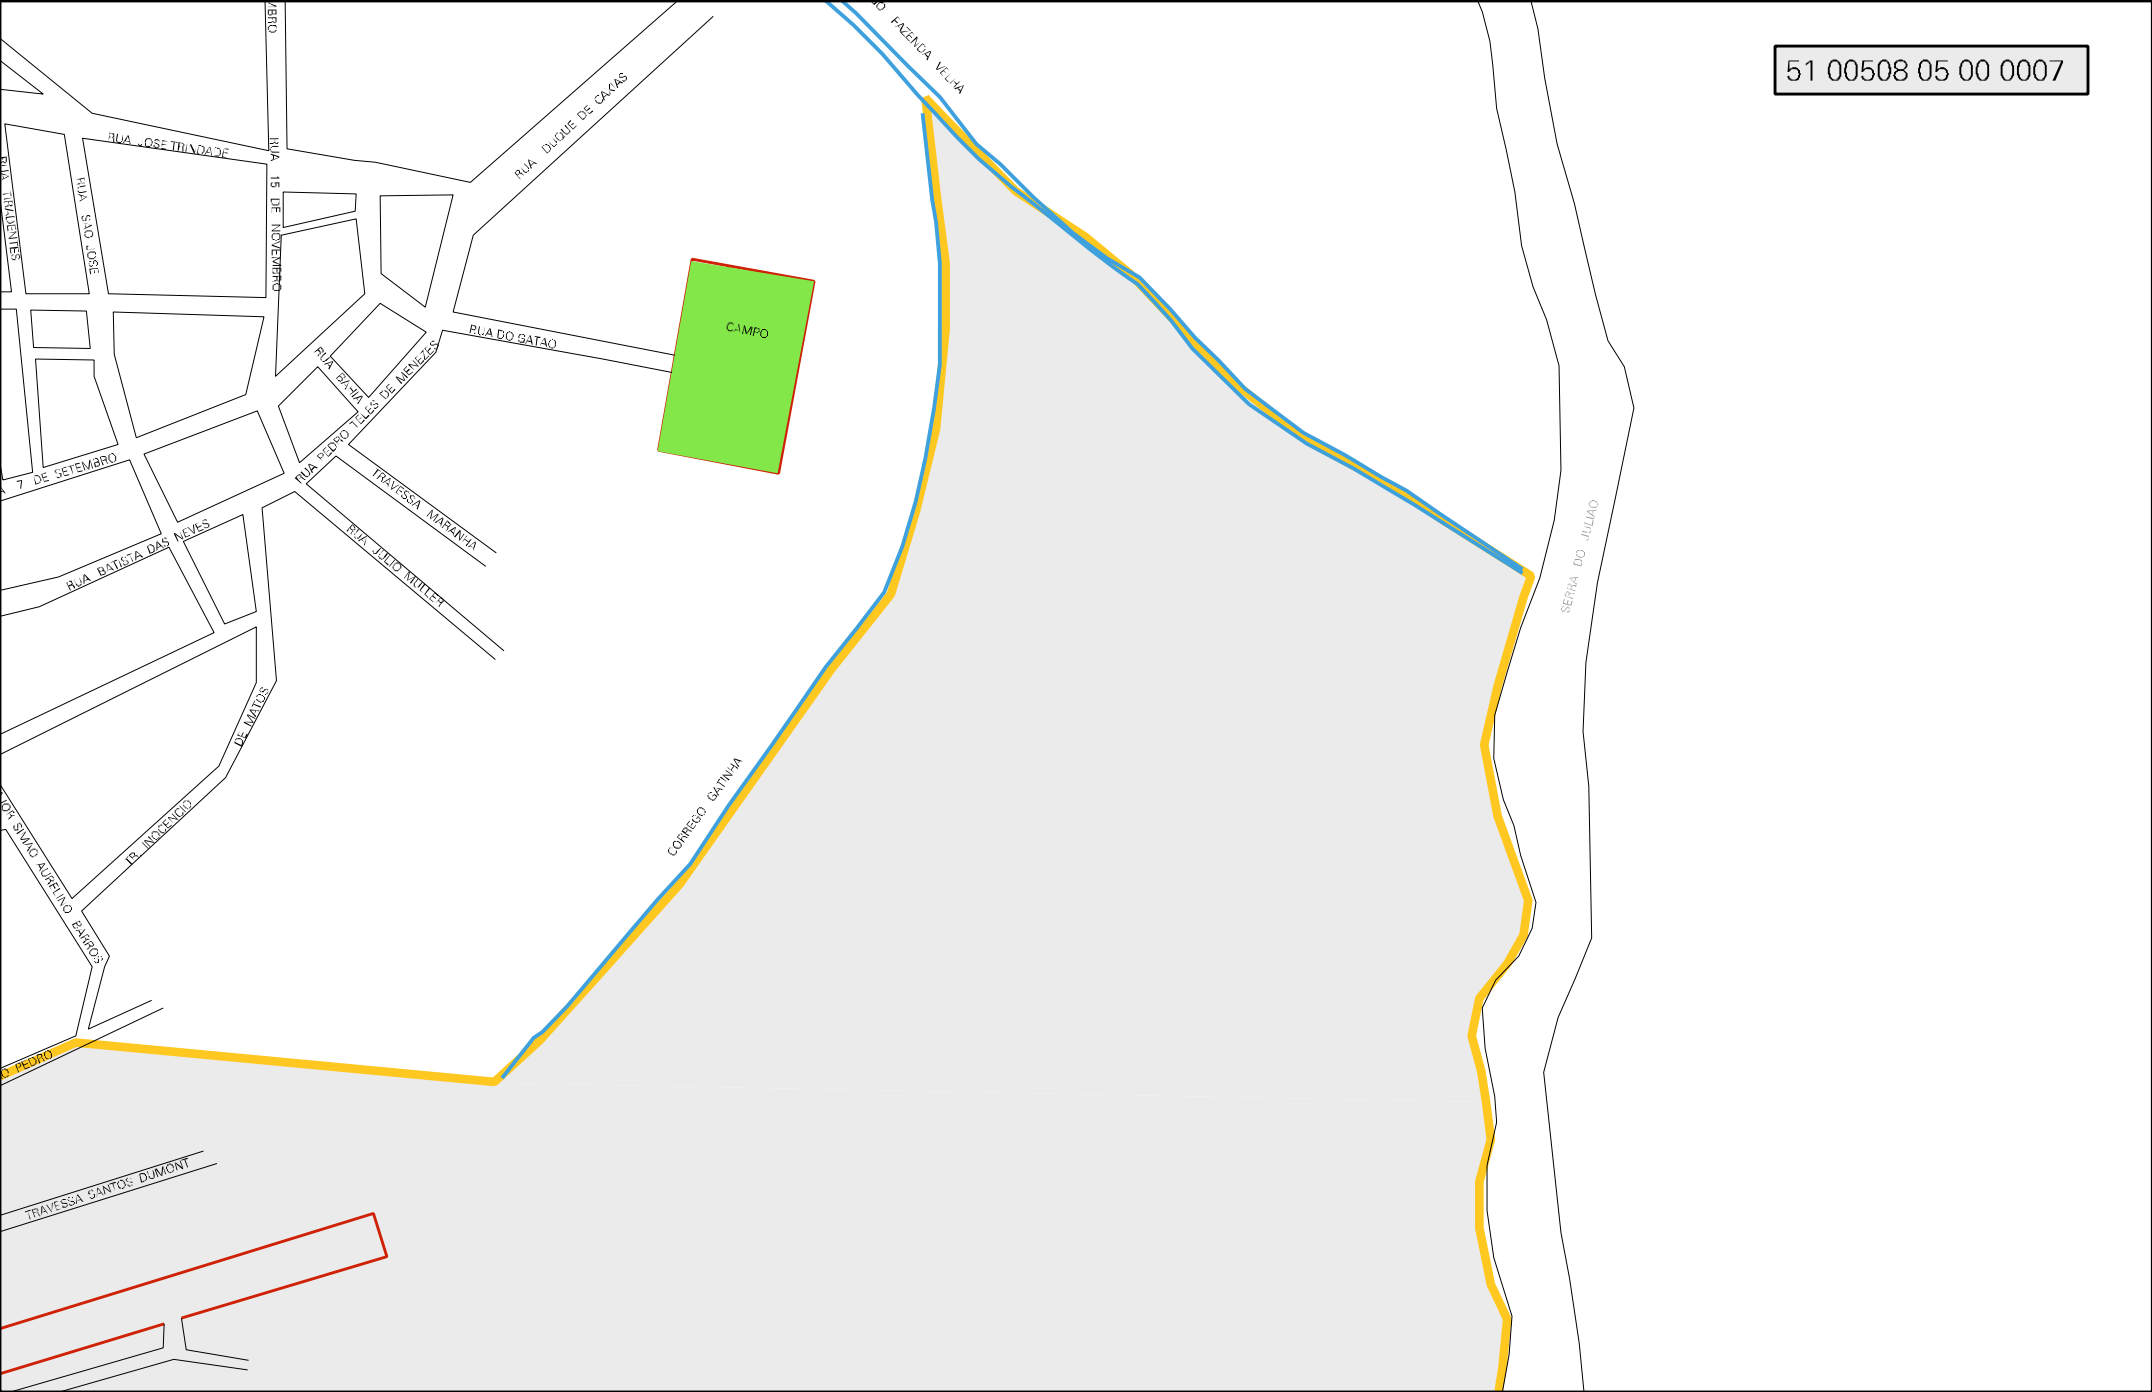 51 00508 05 00 0007
FAZENDA VELHA
RUA DUQUE DE CAXIAS
RUA JOSE TRINDADE
RUA 15 DE NOVEMBRO
RUA TIRADENTES
RUA SAO JOSE
CAMPO
RUA DO GATAO
RUA BAHIA
RUA PEDRO TELES DE MENEZES
7 DE SETEMBRO
TRAVESSA MARANHA
RUA BATISTA DAS NEVES
RUA JULIO MULLER
SERRA DO JULIAO
DE MATOS
INOCENCIO
CORREGO GATINHA
SIMAO AURELINO BARROS
PEDRO
TRAVESSA SANTOS DUMONT